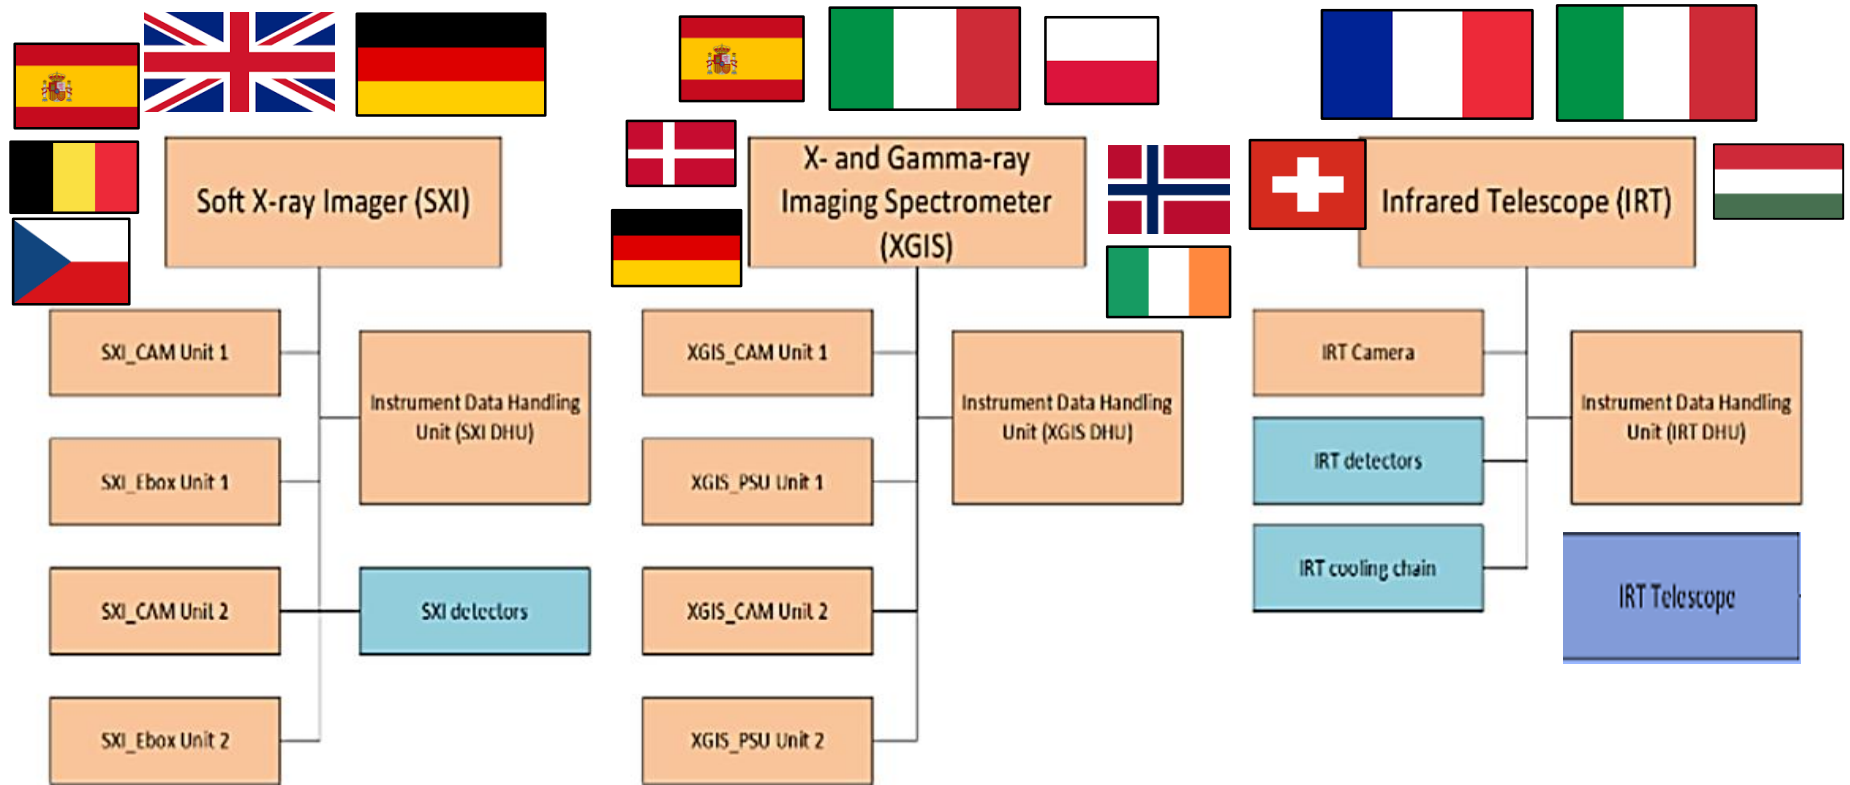 Soft X-ray Imager (SXI)
SXI_CAM Unit 1
SXI_Ebox Unit 1
SXI_CAM Unit 2
SXI_Ebox Unit 2
Instrument Data Handling
Unit (SXI DHU)
SXI detectors
X- and Gamma-ray
Imaging Spectrometer
(XGIS)
XGIS_CAM Unit 1
XGIS_PSU Unit 1
XGIS_CAM Unit 2
XGIS_PSU Unit 2
Instrument Data Handling
Unit (XGIS DHU)
Infrared Telescope (IRT)
IRT Camera
IRT detectors
IRT cooling chain
Instrument Data Handling
Unit (IRT DHU)
IRT Telescope